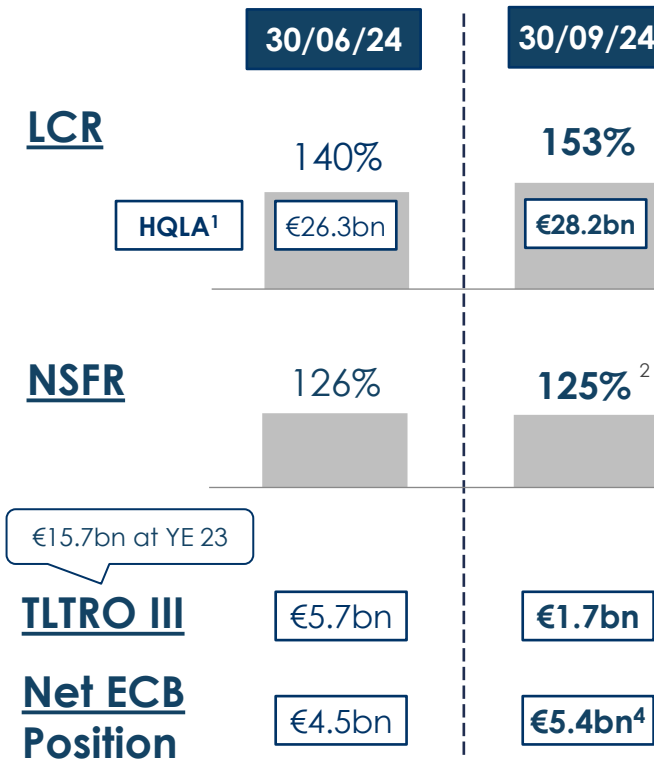 30/06/24 30/09/24
LCR
140% 153%
HQLA¹ €26.3bn €28.2bn
NSFR 126% 125% ²
€15.7bn at YE 23
TLTRO III €5.7bn €1.7bn
Net ECB
Position €4.5bn €5.4bn⁴